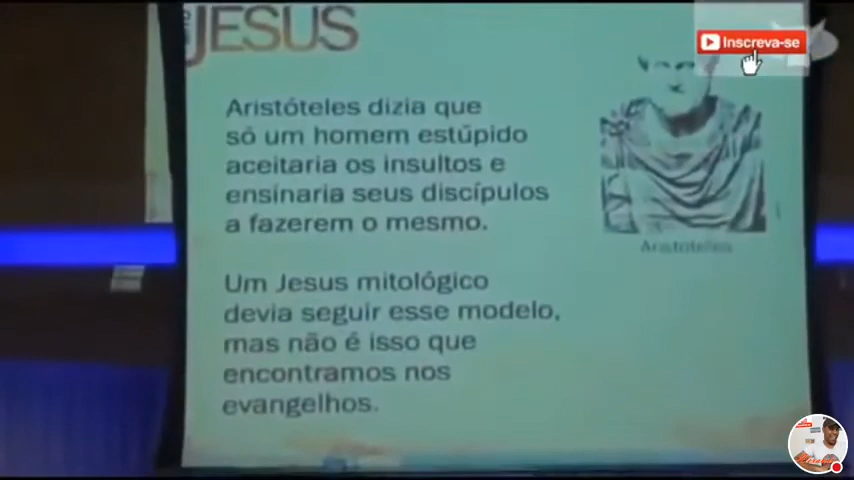 JESUS
Inscreva-se
Aristóteles dizia que
só um homem estúpido
aceitaria os insultos e
ensinaria seus discípulos
a fazerem o mesmo.
Aristoteles
Um Jesus mitológico
devia seguir esse modelo,
mas não é isso que
encontramos nos
evangelhos.